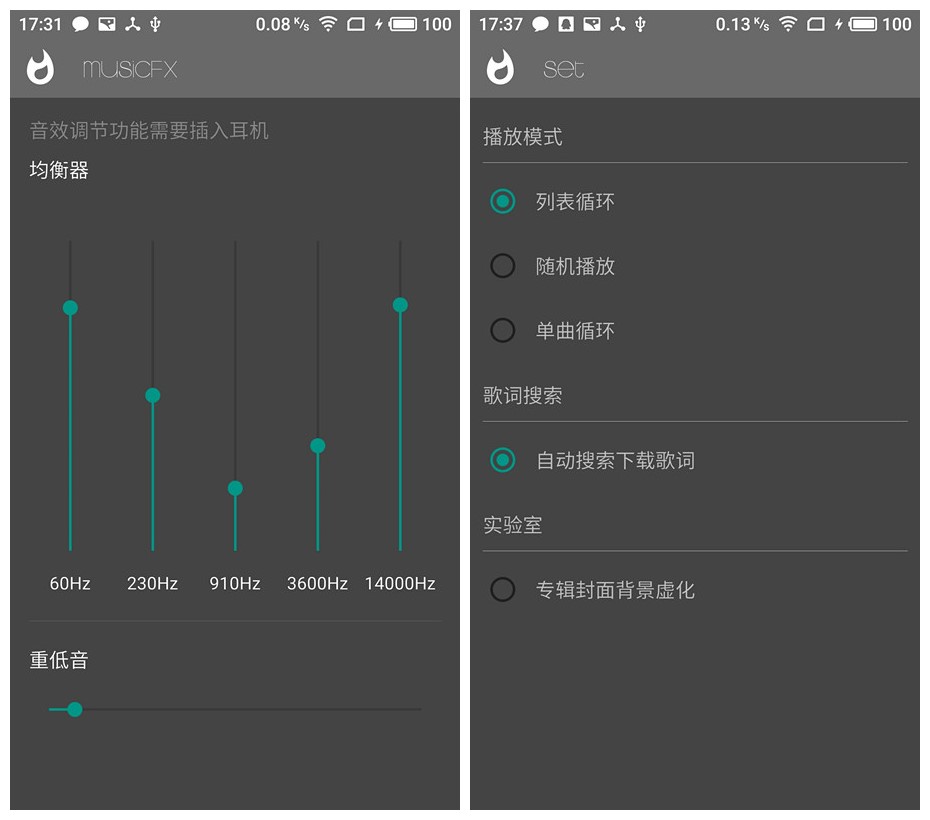 17:31 0.08 K/s 100
musicFX
音效调节功能需要插入耳机
均衡器
60Hz 230Hz 910Hz 3600Hz 14000Hz
重低音
17:37 0.13 K/s 100
set
播放模式
列表循环
随机播放
单曲循环
歌词搜索
自动搜索下载歌词
实验室
专辑封面背景虚化